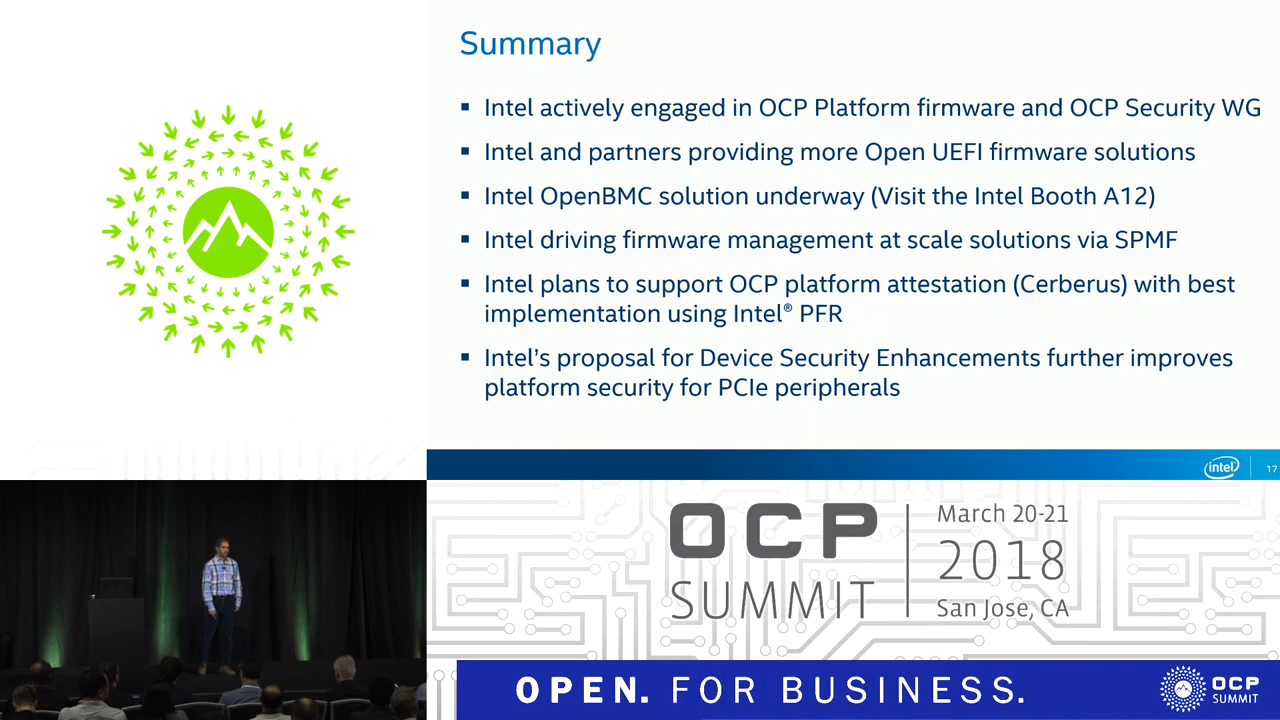 Summary
▪ Intel actively engaged in OCP Platform firmware and OCP Security WG
▪ Intel and partners providing more Open UEFI firmware solutions
▪ Intel OpenBMC solution underway (Visit the Intel Booth A12)
▪ Intel driving firmware management at scale solutions via SPMF
▪ Intel plans to support OCP platform attestation (Cerberus) with best
implementation using Intel® PFR
▪ Intel’s proposal for Device Security Enhancements further improves
platform security for PCIe peripherals
intel
17
OCP
SUMMIT
March 20-21
2018
San Jose, CA
OPEN. FOR BUSINESS.
OCP
SUMMIT